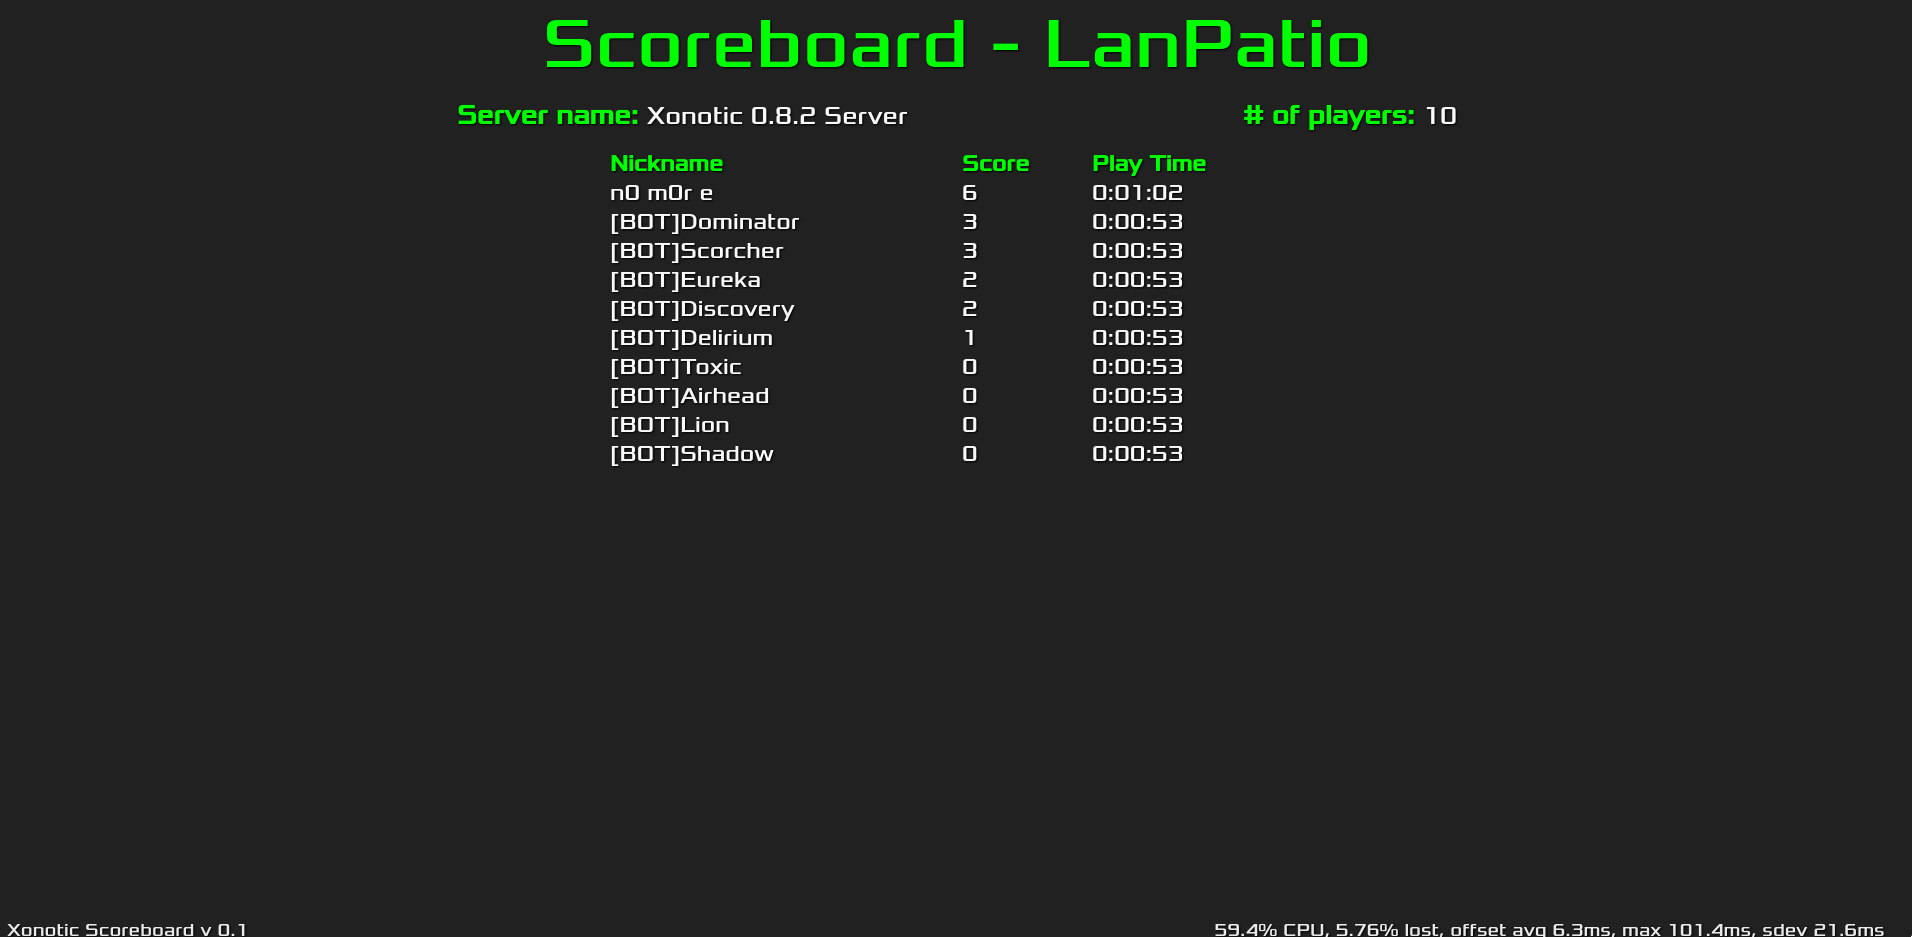 Scoreboard - LanPatio
Server name: Xonotic 0.8.2 Server # of players: 10
Nickname Score Play Time
n0 m0r e 6 0:01:02
[BOT]Dominator 3 0:00:53
[BOT]Scorcher 3 0:00:53
[BOT]Eureka 2 0:00:53
[BOT]Discovery 2 0:00:53
[BOT]Delirium 1 0:00:53
[BOT]Toxic 0 0:00:53
[BOT]Airhead 0 0:00:53
[BOT]Lion 0 0:00:53
[BOT]Shadow 0 0:00:53
Xonotic Scoreboard v 0.1 59.4% CPU, 5.76% lost, offset avg 6.3ms, max 101.4ms, sdev 21.6ms